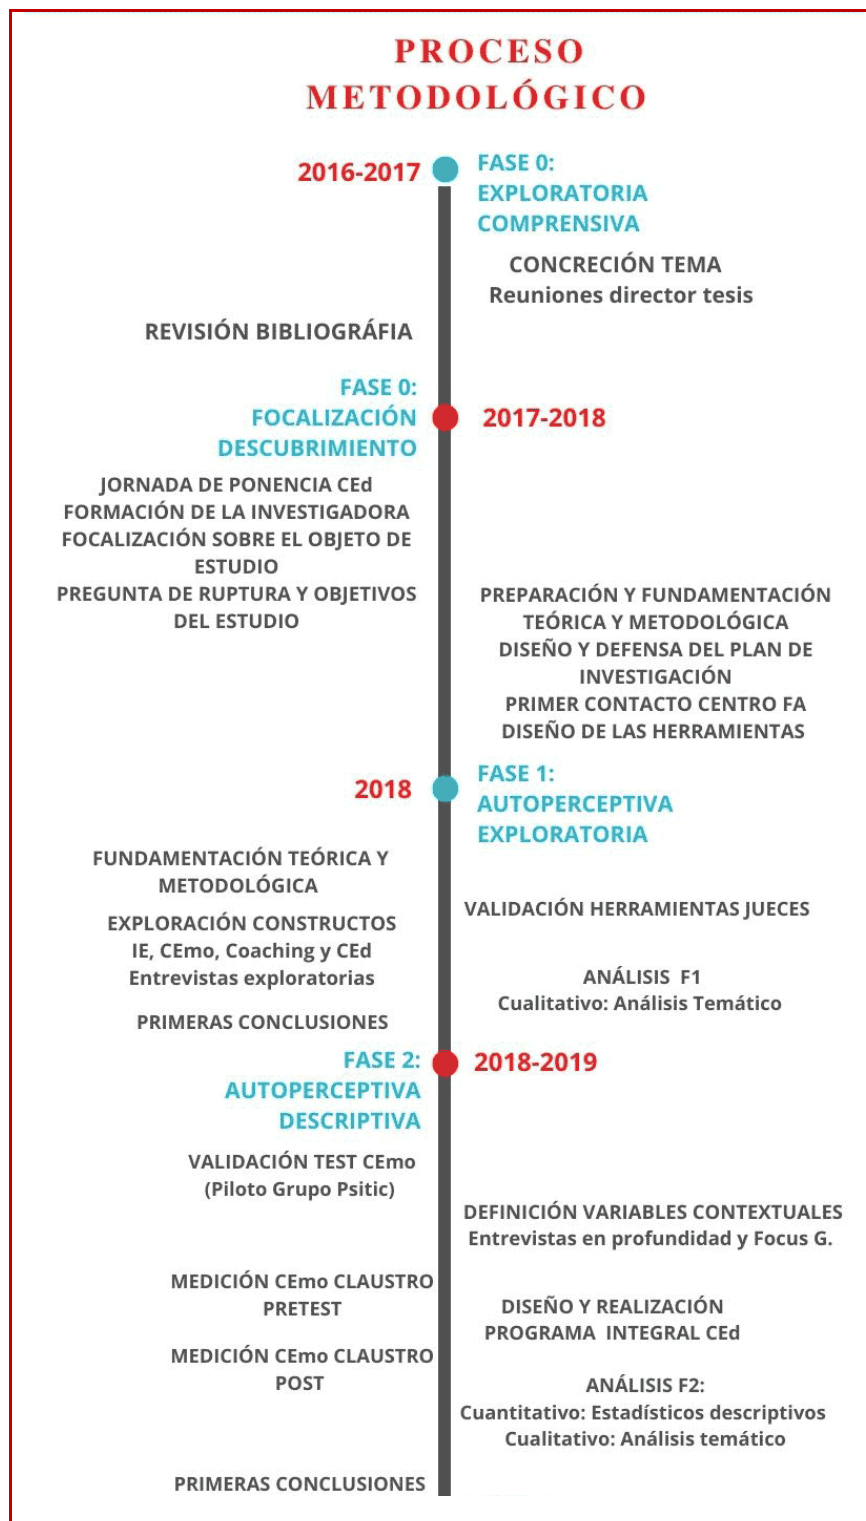 PROCESO
METODOLÓGICO
2016-2017
FASE 0:
EXPLORATORIA
COMPRENSIVA
CONCRECIÓN TEMA
Reuniones director tesis
REVISIÓN BIBLIOGRÁFIA
FASE 0:
FOCALIZACIÓN
DESCUBRIMIENTO
2017-2018
JORNADA DE PONENCIA CEd
FORMACIÓN DE LA INVESTIGADORA
FOCALIZACIÓN SOBRE EL OBJETO DE
ESTUDIO
PREGUNTA DE RUPTURA Y OBJETIVOS
DEL ESTUDIO
PREPARACIÓN Y FUNDAMENTACIÓN
TEÓRICA Y METODOLÓGICA
DISEÑO Y DEFENSA DEL PLAN DE
INVESTIGACIÓN
PRIMER CONTACTO CENTRO FA
DISEÑO DE LAS HERRAMIENTAS
2018
FASE 1:
AUTOPERCEPTIVA
EXPLORATORIA
FUNDAMENTACIÓN TEÓRICA Y
METODOLÓGICA
EXPLORACIÓN CONSTRUCTOS
IE, CEmo, Coaching y CEd
Entrevistas exploratorias
VALIDACIÓN HERRAMIENTAS JUECES
ANÁLISIS F1
Cualitativo: Análisis Temático
PRIMERAS CONCLUSIONES
FASE 2:
AUTOPERCEPTIVA
DESCRIPTIVA
2018-2019
VALIDACIÓN TEST CEmo
(Piloto Grupo Psitic)
DEFINICIÓN VARIABLES CONTEXTUALES
Entrevistas en profundidad y Focus G.
MEDICIÓN CEmo CLAUSTRO
PRETEST
DISEÑO Y REALIZACIÓN
PROGRAMA INTEGRAL CEd
MEDICIÓN CEmo CLAUSTRO
POST
ANÁLISIS F2:
Cuantitativo: Estadísticos descriptivos
Cualitativo: Análisis temático
PRIMERAS CONCLUSIONES